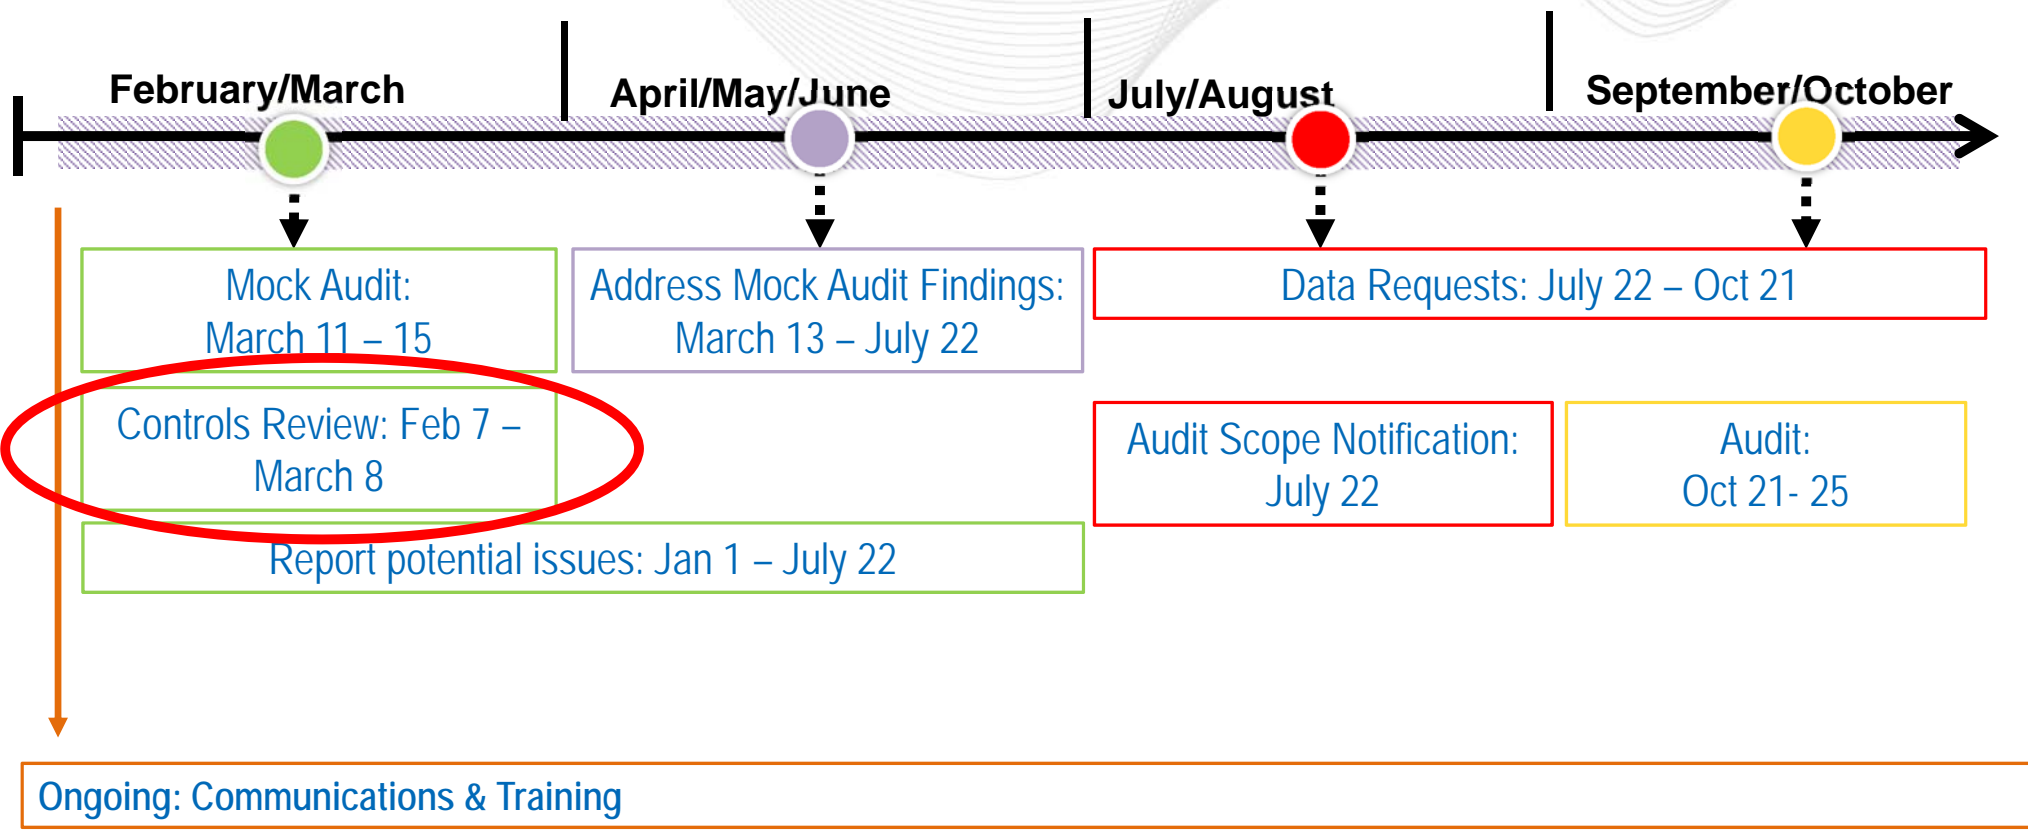 February/March
April/May/June
July/August
September/October
Mock Audit:
March 11 – 15
Address Mock Audit Findings:
March 13 – July 22
Data Requests: July 22 – Oct 21
Controls Review: Feb 7 –
March 8
Audit Scope Notification:
July 22
Audit:
Oct 21- 25
Report potential issues: Jan 1 – July 22
Ongoing: Communications & Training